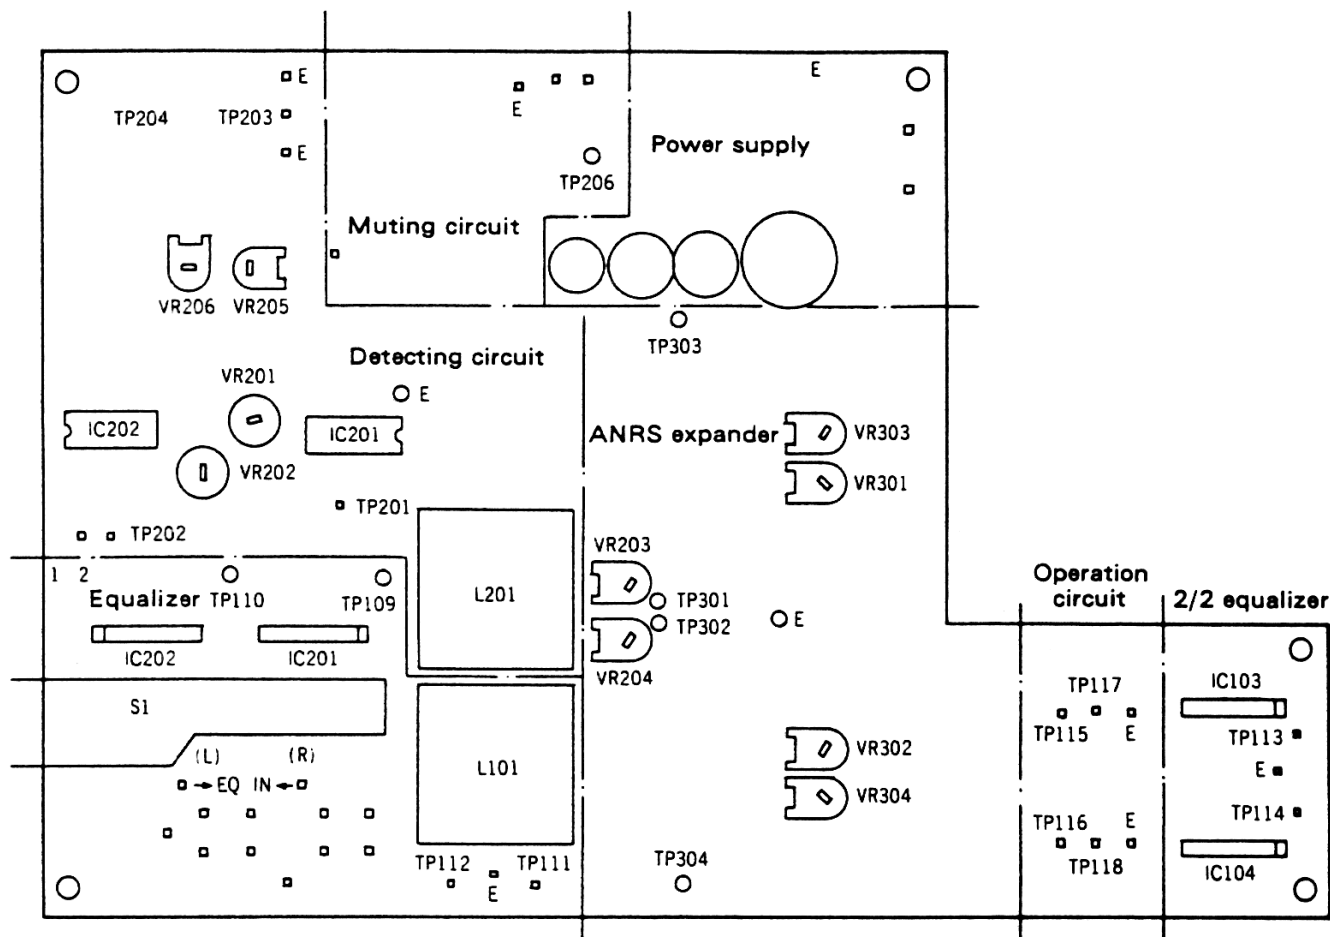 E
E
E
TP204
TP203
E
Power supply
E
TP206
Muting circuit
VR206
VR205
TP303
Detecting circuit
VR201
E
IC202
IC201
ANRS expander
VR303
VR202
VR301
TP201
TP202
VR203
1 2
Equalizer
TP110
TP109
L201
TP301
TP302
E
Operation
circuit
2/2 equalizer
IC202
IC201
VR204
S1
TP117
IC103
TP115
E
TP113
(L)
(R)
L101
VR302
E
EQ IN
VR304
TP114
TP116
E
TP112
TP111
TP304
TP118
IC104
E